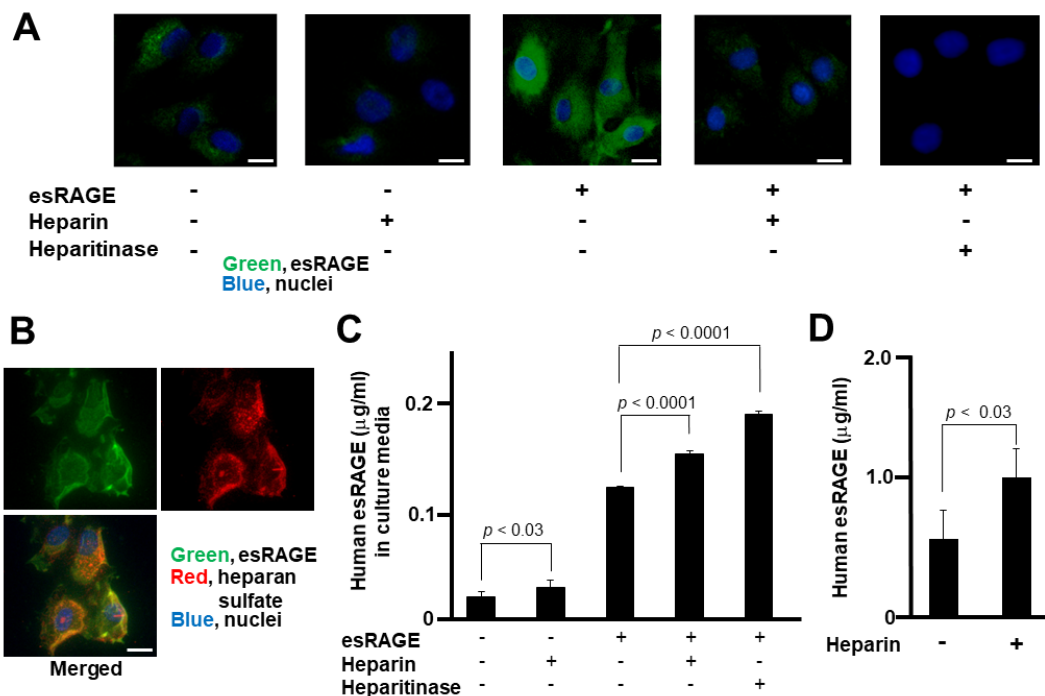 A
esRAGE - - + + +
Heparin - + - + -
Heparitinase - - - - +
Green, esRAGE
Blue, nuclei
B
Green, esRAGE
Red, heparan
sulfate
Blue, nuclei
Merged
C
Human esRAGE (μg/ml)
in culture media
0.2
0.1
0
p < 0.03
p < 0.0001
p < 0.0001
esRAGE - - + + +
Heparin - + - + -
Heparitinase - - - - +
D
Human esRAGE (μg/ml)
2.0
1.0
0
p < 0.03
Heparin - +